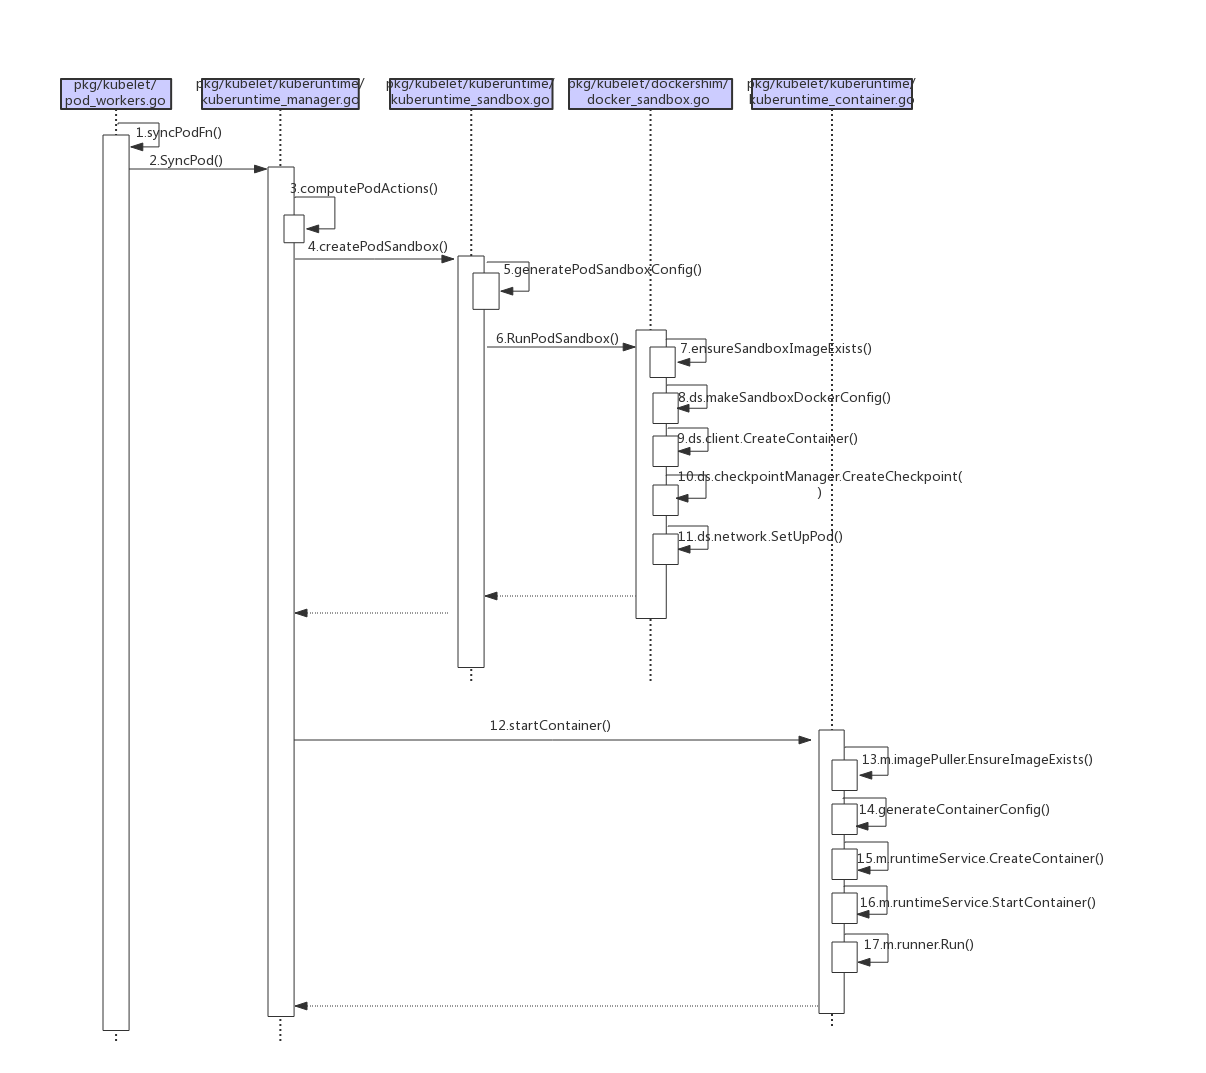 pkg/kubelet/
pod_workers.go
pkg/kubelet/kuberuntime/
kuberuntime_manager.go
pkg/kubelet/kuberuntime/
kuberuntime_sandbox.go
pkg/kubelet/dockershim/
docker_sandbox.go
pkg/kubelet/kuberuntime/
kuberuntime_container.go
1.syncPodFn()
2.SyncPod()
3.computePodActions()
4.createPodSandbox()
5.generatePodSandboxConfig()
6.RunPodSandbox()
7.ensureSandboxImageExists()
8.ds.makeSandboxDockerConfig()
9.ds.client.CreateContainer()
10.ds.checkpointManager.CreateCheckpoint(
)
11.ds.network.SetUpPod()
12.startContainer()
13.m.imagePuller.EnsureImageExists()
14.generateContainerConfig()
15.m.runtimeService.CreateContainer()
16.m.runtimeService.StartContainer()
17.m.runner.Run()